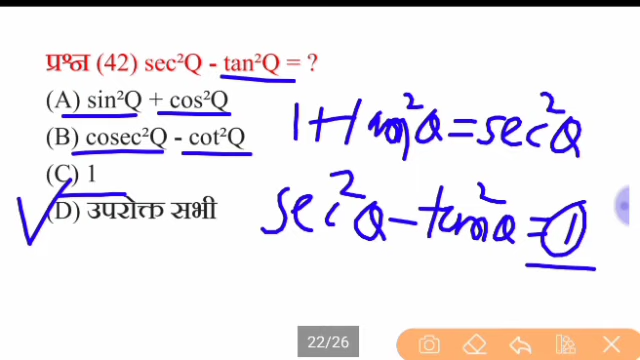 प्रश्न (42) sec²Q - tan²Q = ?
(A) sin²Q + cos²Q
(B) cosec²Q - cot²Q
(C) 1
(D) उपरोक्त सभी
1+tan²Q=sec²Q
sec²Q-tan²Q=1
22/26